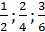 1/2 ; 2/4 ; 3/6